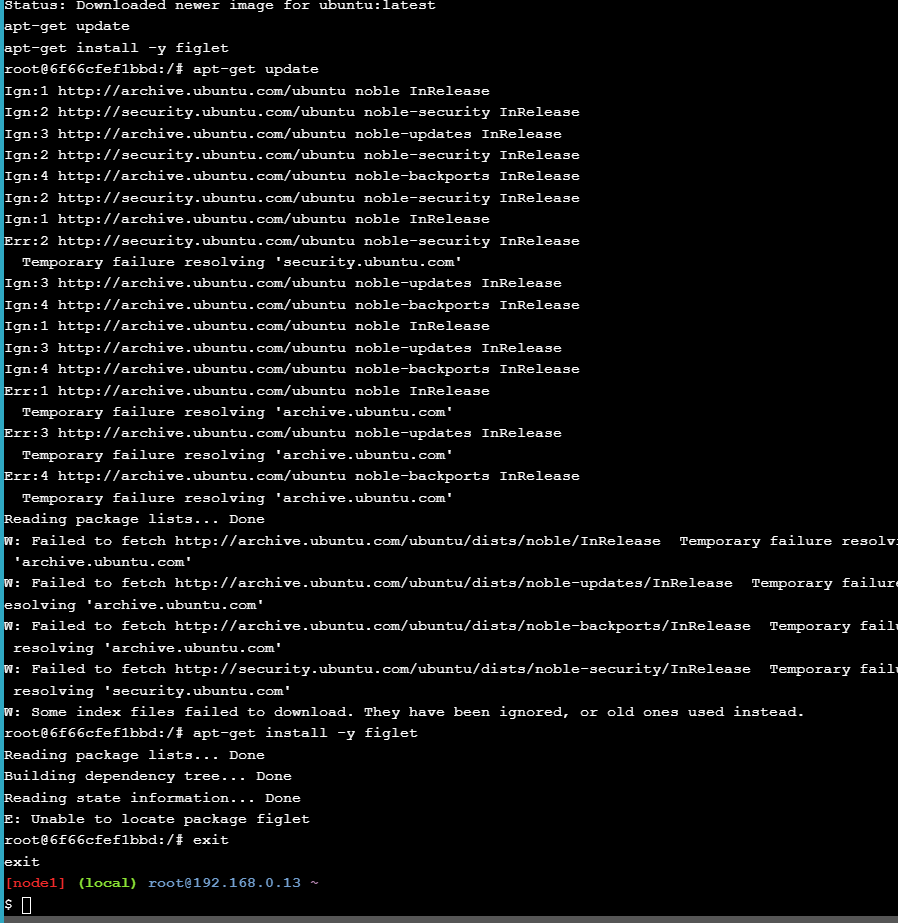 Status: Downloaded newer image for ubuntu:latest
apt-get update
apt-get install -y figlet
root@6f66cfef1bbd:/# apt-get update
Ign:1 http://archive.ubuntu.com/ubuntu noble InRelease
Ign:2 http://security.ubuntu.com/ubuntu noble-security InRelease
Ign:3 http://archive.ubuntu.com/ubuntu noble-updates InRelease
Ign:2 http://security.ubuntu.com/ubuntu noble-security InRelease
Ign:4 http://archive.ubuntu.com/ubuntu noble-backports InRelease
Ign:2 http://security.ubuntu.com/ubuntu noble-security InRelease
Ign:1 http://archive.ubuntu.com/ubuntu noble InRelease
Err:2 http://security.ubuntu.com/ubuntu noble-security InRelease
  Temporary failure resolving 'security.ubuntu.com'
Ign:3 http://archive.ubuntu.com/ubuntu noble-updates InRelease
Ign:4 http://archive.ubuntu.com/ubuntu noble-backports InRelease
Ign:1 http://archive.ubuntu.com/ubuntu noble InRelease
Ign:3 http://archive.ubuntu.com/ubuntu noble-updates InRelease
Ign:4 http://archive.ubuntu.com/ubuntu noble-backports InRelease
Err:1 http://archive.ubuntu.com/ubuntu noble InRelease
  Temporary failure resolving 'archive.ubuntu.com'
Err:3 http://archive.ubuntu.com/ubuntu noble-updates InRelease
  Temporary failure resolving 'archive.ubuntu.com'
Err:4 http://archive.ubuntu.com/ubuntu noble-backports InRelease
  Temporary failure resolving 'archive.ubuntu.com'
Reading package lists... Done
W: Failed to fetch http://archive.ubuntu.com/ubuntu/dists/noble/InRelease  Temporary failure resolvi
 'archive.ubuntu.com'
W: Failed to fetch http://archive.ubuntu.com/ubuntu/dists/noble-updates/InRelease  Temporary failure
esolving 'archive.ubuntu.com'
W: Failed to fetch http://archive.ubuntu.com/ubuntu/dists/noble-backports/InRelease  Temporary failu
 resolving 'archive.ubuntu.com'
W: Failed to fetch http://security.ubuntu.com/ubuntu/dists/noble-security/InRelease  Temporary failu
 resolving 'security.ubuntu.com'
W: Some index files failed to download. They have been ignored, or old ones used instead.
root@6f66cfef1bbd:/# apt-get install -y figlet
Reading package lists... Done
Building dependency tree... Done
Reading state information... Done
E: Unable to locate package figlet
root@6f66cfef1bbd:/# exit
exit
[node1] (local) root@192.168.0.13 ~
$